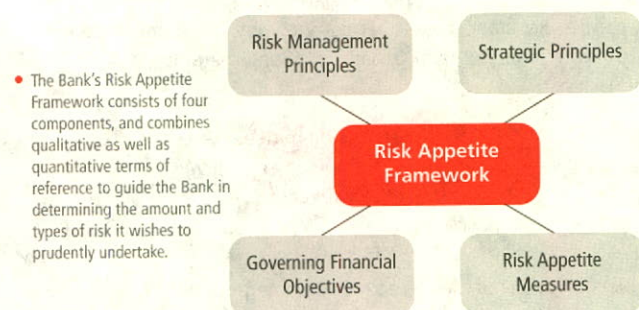 Risk Management
Principles
Strategic Principles
• The Bank's Risk Appetite
Framework consists of four
components, and combines
qualitative as well as
quantitative terms of
reference to guide the Bank in
determining the amount and
types of risk it wishes to
prudently undertake.
Risk Appetite
Framework
Governing Financial
Objectives
Risk Appetite
Measures